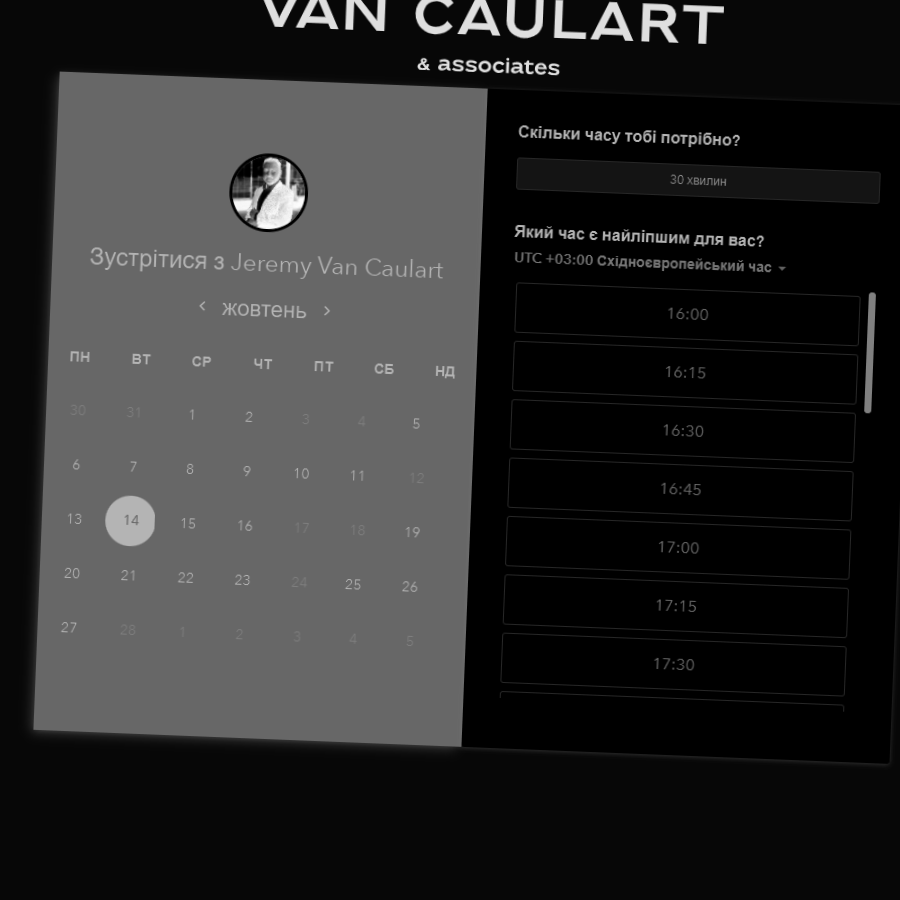 VAN CAULART
& associates
Зустрітися з Jeremy Van Caulart
жовтень
ПН ВТ СР ЧТ ПТ СБ НД
30 31 1 2 3 4 5
6 7 8 9 10 11 12
13 14 15 16 17 18 19
20 21 22 23 24 25 26
27 28 1 2 3 4 5
Скільки часу тобі потрібно?
30 хвилин
Який час є найліпшим для вас?
UTC +03:00 Східноєвропейський час
16:00
16:15
16:30
16:45
17:00
17:15
17:30